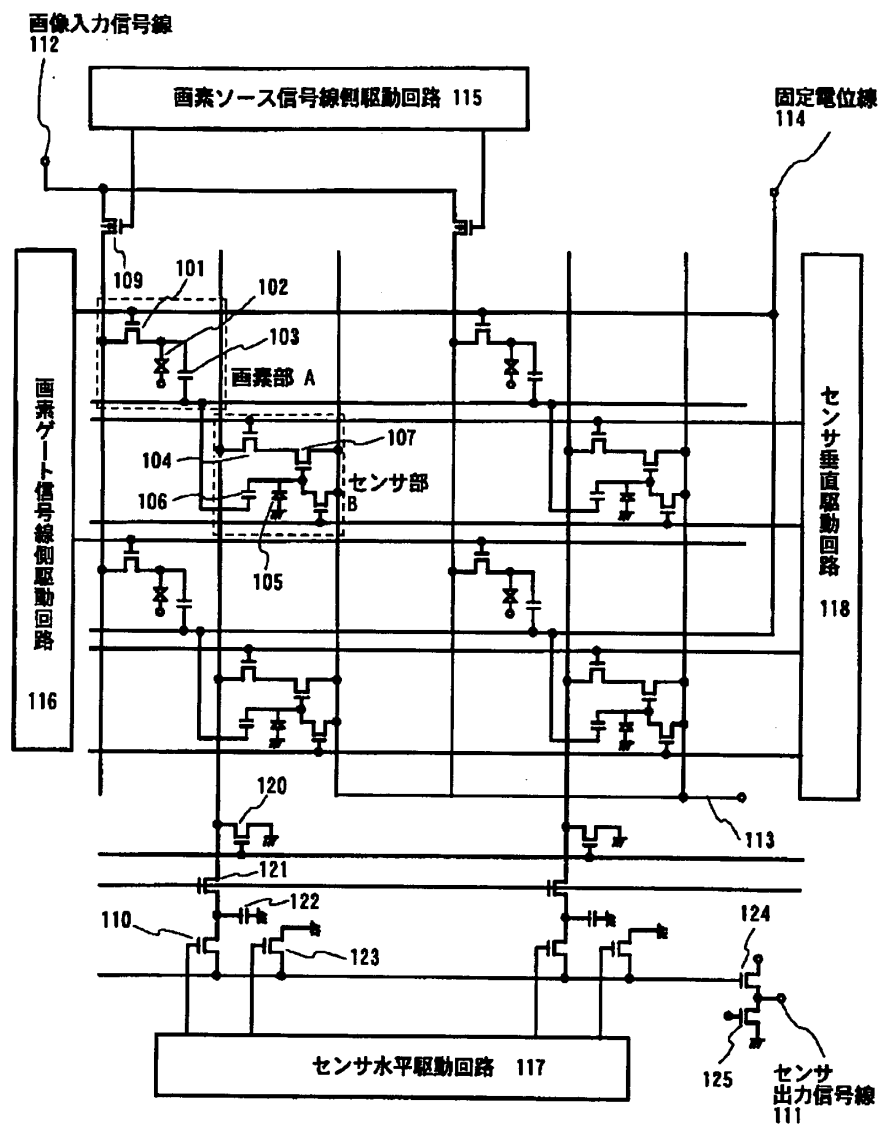 画像入力信号線
112
画素ソース信号線側駆動回路 115
固定電位線
114
109
101
102
103
画素部 A
画素ゲート信号線側駆動回路
116
104
107
106
センサ部
B
105
センサ垂直駆動回路
118
120
113
121
122
110
123
124
125
センサ
出力信号線
111
センサ水平駆動回路 117